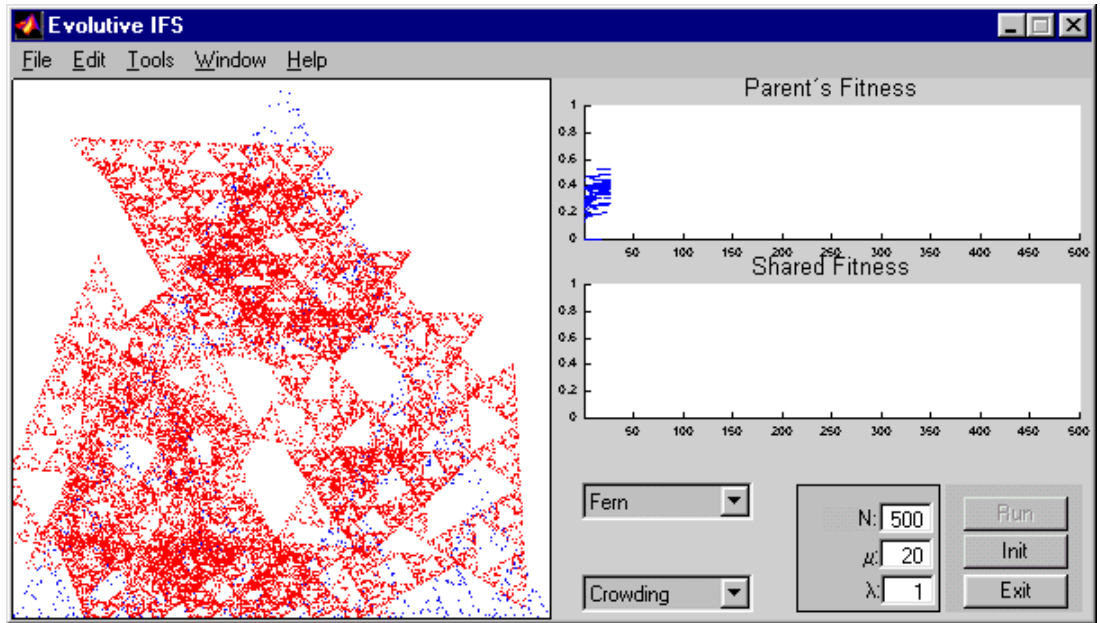 Evolutive IFS
File Edit Tools Window Help
Parent´s Fitness
1
0.8
0.6
0.4
0.2
0
50 100 150 200 250 300 350 400 450 500
Shared Fitness
1
0.8
0.6
0.4
0.2
0
50 100 150 200 250 300 350 400 450 500
Fern
Crowding
N: 500
μ: 20
λ: 1
Run
Init
Exit